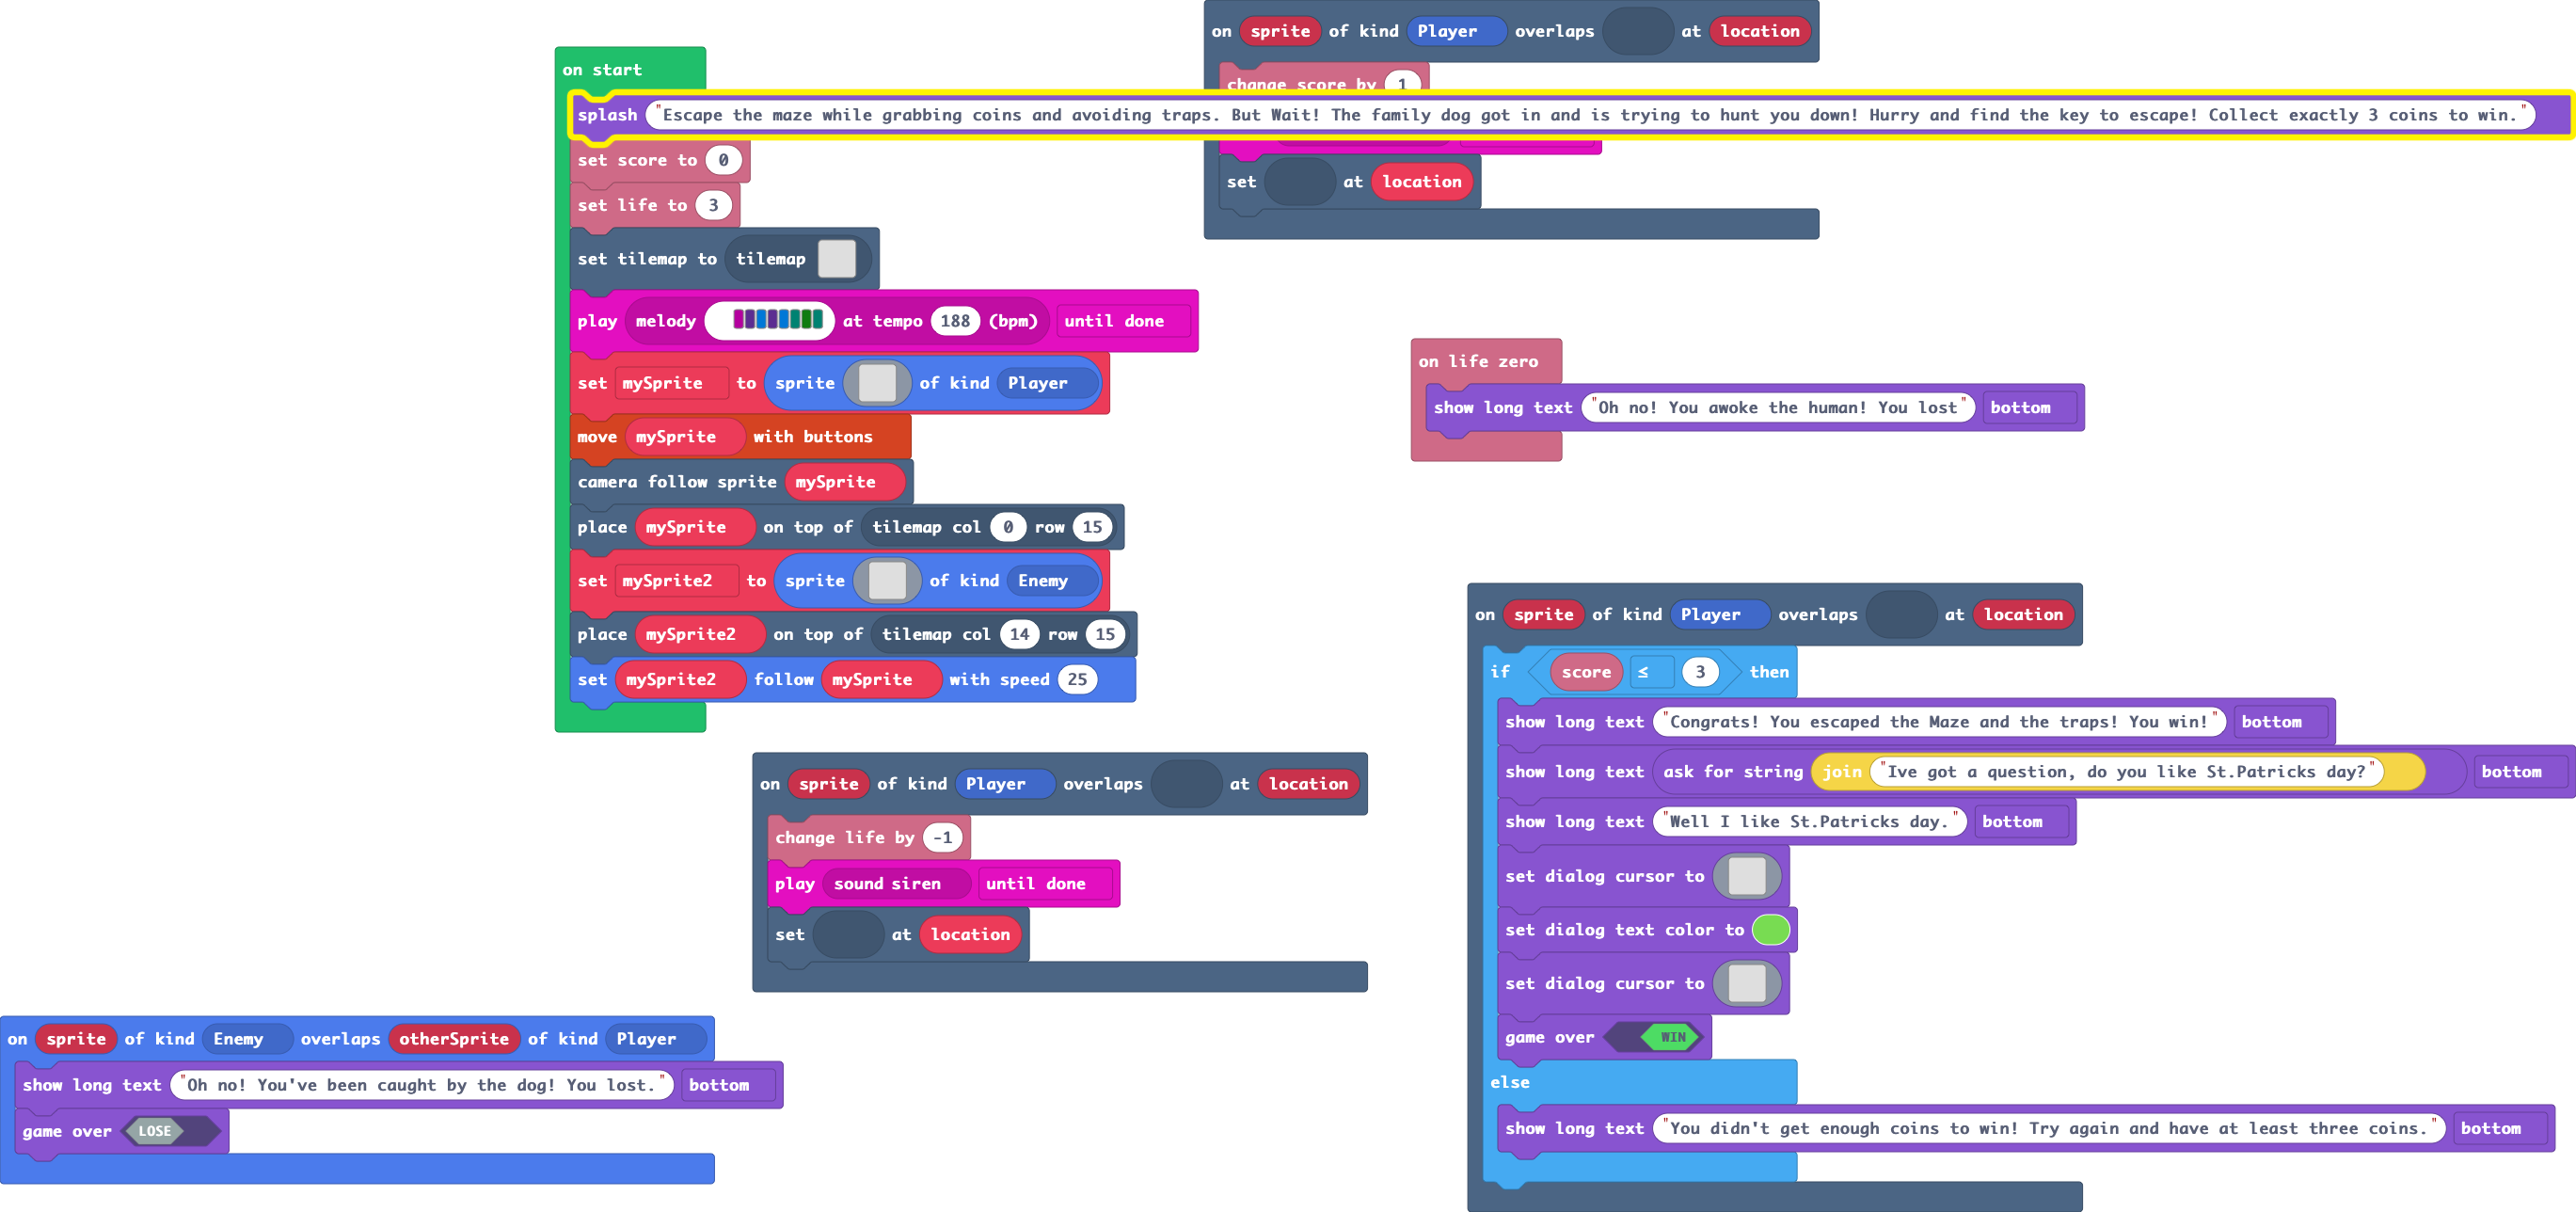 on start
splash "Escape the maze while grabbing coins and avoiding traps. But Wait! The family dog got in and is trying to hunt you down! Hurry and find the key to escape! Collect exactly 3 coins to win."
set score to 0
set life to 3
set tilemap to tilemap
play melody at tempo 188 (bpm) until done
set mySprite to sprite of kind Player
move mySprite with buttons
camera follow sprite mySprite
place mySprite on top of tilemap col 0 row 15
set mySprite2 to sprite of kind Enemy
place mySprite2 on top of tilemap col 14 row 15
set mySprite2 follow mySprite with speed 25
on sprite of kind Player overlaps at location
change score by 1
set at location
on life zero
show long text "Oh no! You awoke the human! You lost" bottom
on sprite of kind Player overlaps at location
if score ≤ 3 then
show long text "Congrats! You escaped the Maze and the traps! You win!" bottom
show long text ask for string join "Ive got a question, do you like St.Patricks day?" bottom
show long text "Well I like St.Patricks day." bottom
set dialog cursor to
set dialog text color to
set dialog cursor to
game over WIN
else
show long text "You didn't get enough coins to win! Try again and have at least three coins." bottom
on sprite of kind Player overlaps at location
change life by -1
play sound siren until done
set at location
on sprite of kind Enemy overlaps otherSprite of kind Player
show long text "Oh no! You've been caught by the dog! You lost." bottom
game over LOSE